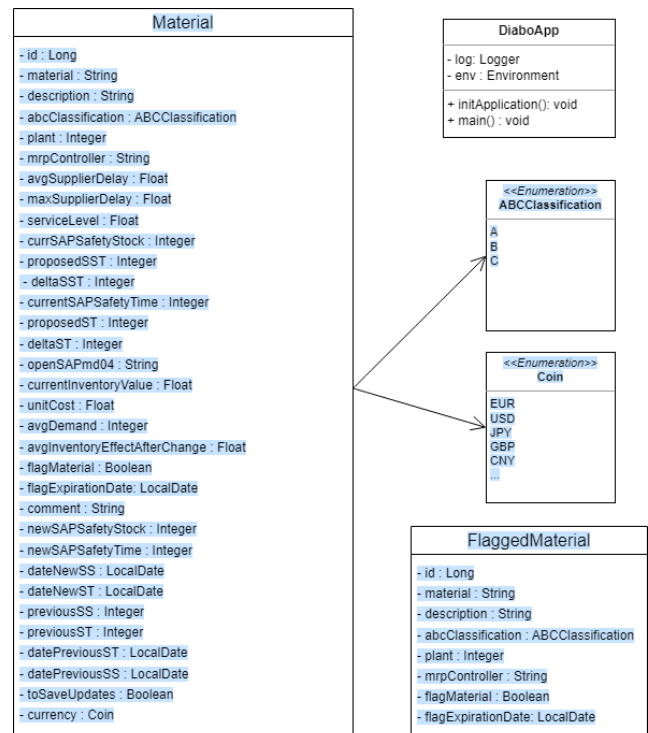 Material
- id : Long
- material : String
- description : String
- abcClassification : ABCClassification
- plant : Integer
- mrpController : String
- avgSupplierDelay : Float
- maxSupplierDelay : Float
- serviceLevel : Float
- currSAPSafetyStock : Integer
- proposedSST : Integer
- deltaSST : Integer
- currentSAPSafetyTime : Integer
- proposedST : Integer
- deltaST : Integer
- openSAPmd04 : String
- currentInventoryValue : Float
- unitCost : Float
- avgDemand : Integer
- avgInventoryEffectAfterChange : Float
- flagMaterial : Boolean
- flagExpirationDate: LocalDate
- comment : String
- newSAPSafetyStock : Integer
- newSAPSafetyTime : Integer
- dateNewSS : LocalDate
- dateNewST : LocalDate
- previousSS : Integer
- previousST : Integer
- datePreviousST : LocalDate
- datePreviousSS : LocalDate
- toSaveUpdates : Boolean
- currency : Coin
DiaboApp
- log: Logger
- env : Environment
+ initApplication(): void
+ main() : void
<<Enumeration>>
ABCClassification
A
B
C
<<Enumeration>>
Coin
EUR
USD
JPY
GBP
CNY
...
FlaggedMaterial
- id : Long
- material : String
- description : String
- abcClassification : ABCClassification
- plant : Integer
- mrpController : String
- flagMaterial : Boolean
- flagExpirationDate: LocalDate